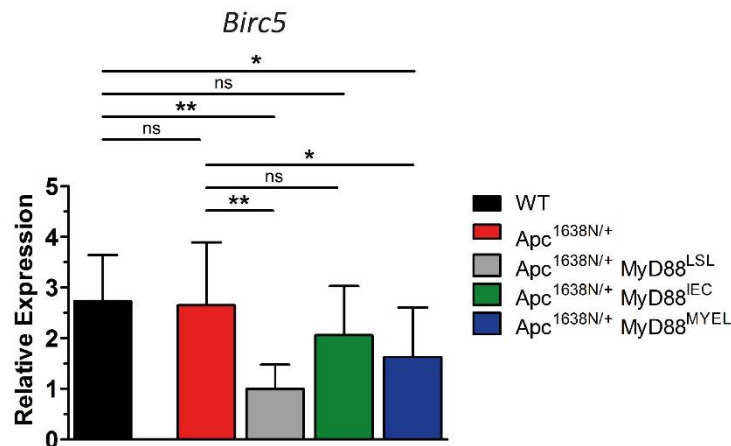 Birc5
*
ns
**
ns
*
ns
**
Relative Expression
5
4
3
2
1
0
WT
Apc1638N/+
Apc1638N/+ MyD88LSL
Apc1638N/+ MyD88IEC
Apc1638N/+ MyD88MYEL